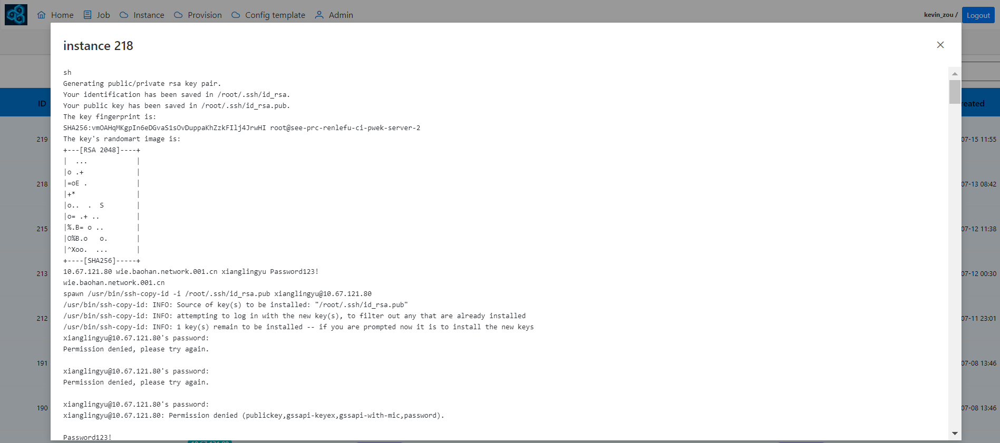 Home Job Instance Provision Config template Admin kevin_zou / Logout
instance 218
sh
Generating public/private rsa key pair.
Your identification has been saved in /root/.ssh/id_rsa.
Your public key has been saved in /root/.ssh/id_rsa.pub.
The key fingerprint is:
SHA256:vmOAHqMKgpIn6eDGvaS1sOvDuppaKhZzkFIlj4JrwHI root@see-prc-renlefu-ci-pwek-server-2
The key's randomart image is:
+---[RSA 2048]----+
|  ...            |
|o .+             |
|=oE .            |
|+*               |
|o..  .  S        |
|o= .+ ..         |
|%.B= o ..        |
|O%B.o   o.       |
|^Xoo.  ...       |
+----[SHA256]-----+
10.67.121.80 wie.baohan.network.001.cn xianglingyu Password123!
wie.baohan.network.001.cn
spawn /usr/bin/ssh-copy-id -i /root/.ssh/id_rsa.pub xianglingyu@10.67.121.80
/usr/bin/ssh-copy-id: INFO: Source of key(s) to be installed: "/root/.ssh/id_rsa.pub"
/usr/bin/ssh-copy-id: INFO: attempting to log in with the new key(s), to filter out any that are already installed
/usr/bin/ssh-copy-id: INFO: 1 key(s) remain to be installed -- if you are prompted now it is to install the new keys
xianglingyu@10.67.121.80's password:
Permission denied, please try again.
xianglingyu@10.67.121.80's password:
Permission denied, please try again.
xianglingyu@10.67.121.80's password:
xianglingyu@10.67.121.80: Permission denied (publickey,gssapi-keyex,gssapi-with-mic,password).
Password123!
ID reated
219 07-15 11:55
218 07-13 08:42
215 07-12 11:38
213 07-12 00:30
212 07-11 23:01
191 07-08 13:46
190 07-08 13:46